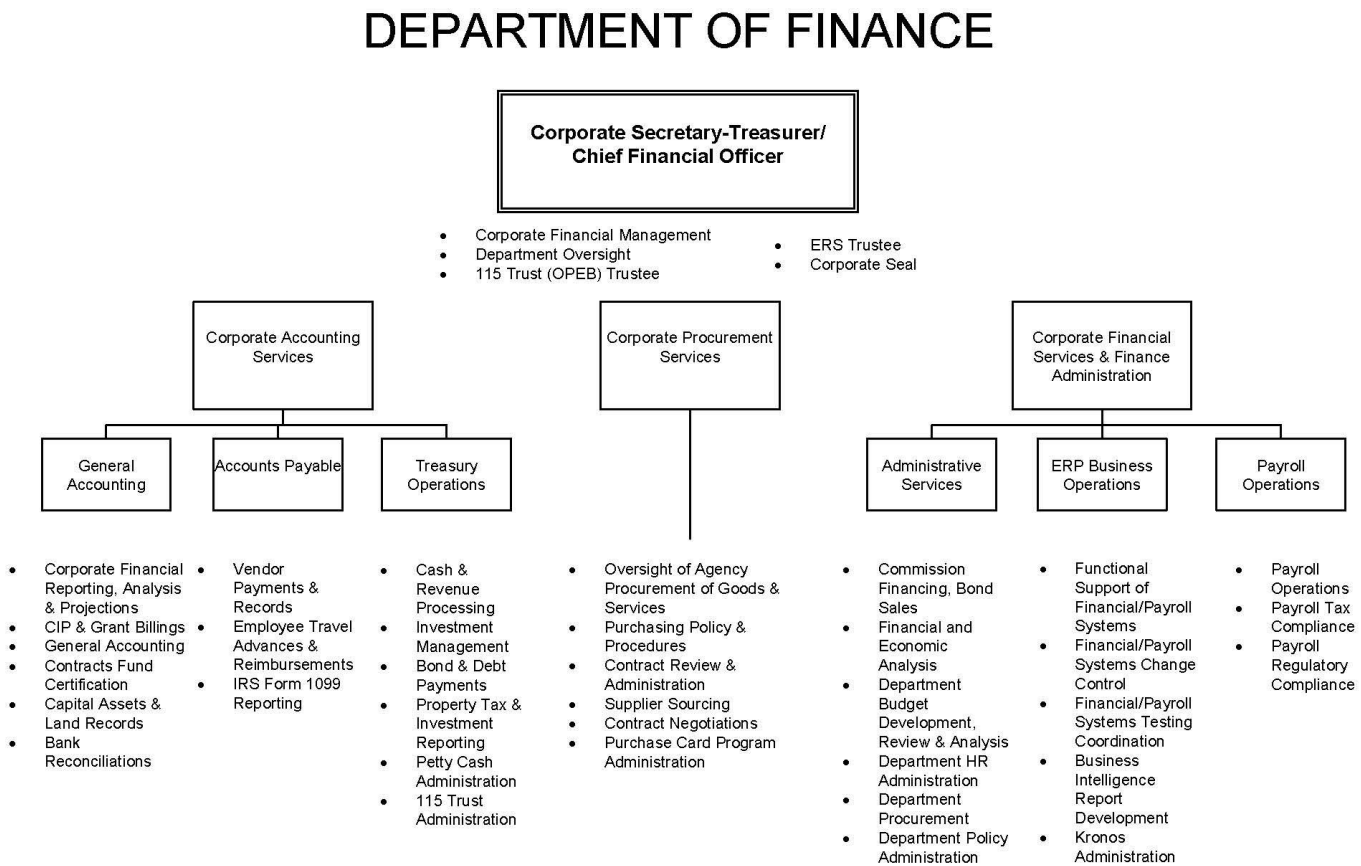 DEPARTMENT OF FINANCE
Corporate Secretary-Treasurer/
Chief Financial Officer
• Corporate Financial Management
• Department Oversight
• 115 Trust (OPEB) Trustee
• ERS Trustee
• Corporate Seal
Corporate Accounting
Services
Corporate Procurement
Services
Corporate Financial
Services & Finance
Administration
General
Accounting
Accounts Payable
Treasury
Operations
Administrative
Services
ERP Business
Operations
Payroll
Operations
• Corporate Financial
Reporting, Analysis
& Projections
• CIP & Grant Billings
• General Accounting
• Contracts Fund
Certification
• Capital Assets &
Land Records
• Bank
Reconciliations
• Vendor
Payments &
Records
• Employee Travel
Advances &
Reimbursements
• IRS Form 1099
Reporting
• Cash &
Revenue
Processing
• Investment
Management
• Bond & Debt
Payments
• Property Tax &
Investment
Reporting
• Petty Cash
Administration
• 115 Trust
Administration
• Oversight of Agency
Procurement of Goods &
Services
• Purchasing Policy &
Procedures
• Contract Review &
Administration
• Supplier Sourcing
• Contract Negotiations
• Purchase Card Program
Administration
• Commission
Financing, Bond
Sales
• Financial and
Economic
Analysis
• Department
Budget
Development,
Review & Analysis
• Department HR
Administration
• Department
Procurement
• Department Policy
Administration
• Functional
Support of
Financial/Payroll
Systems
• Financial/Payroll
Systems Change
Control
• Financial/Payroll
Systems Testing
Coordination
• Business
Intelligence
Report
Development
• Kronos
Administration
• Payroll
Operations
• Payroll Tax
Compliance
• Payroll
Regulatory
Compliance